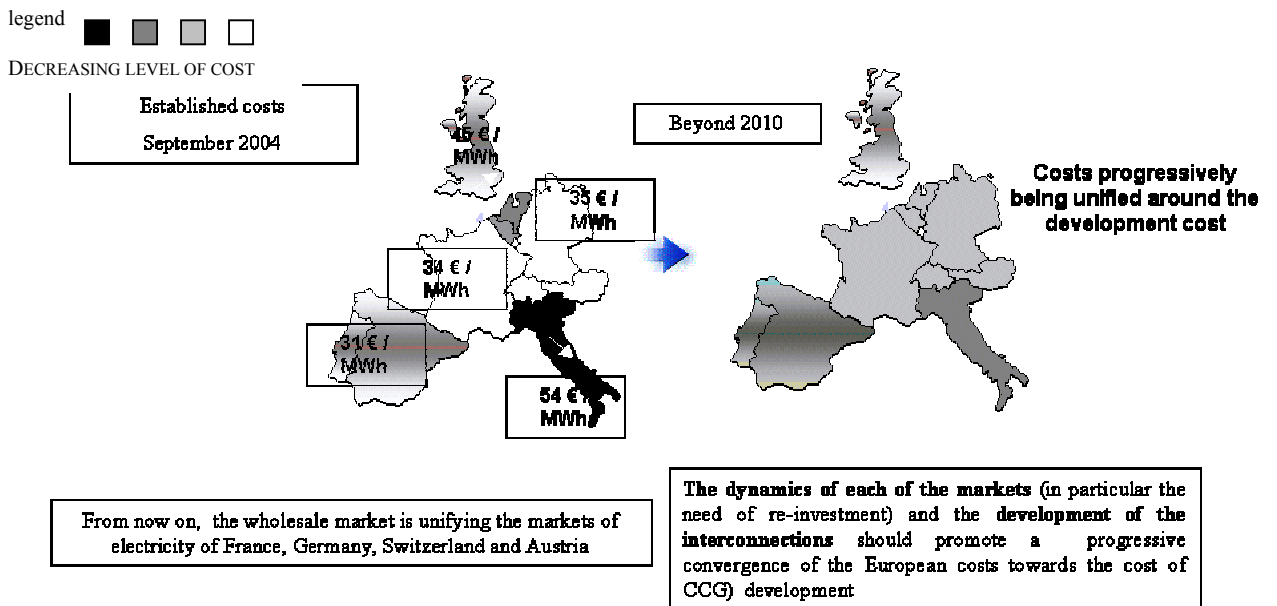 legend
DECREASING LEVEL OF COST
Established costs
September 2004
45 € /
MWh
35 € /
MWh
34 € /
MWh
31 € /
MWh
54 € /
MWh
Beyond 2010
Costs progressively
being unified around the
development cost
From now on, the wholesale market is unifying the markets of
electricity of France, Germany, Switzerland and Austria
The dynamics of each of the markets (in particular the
need of re-investment) and the development of the
interconnections should promote a progressive
convergence of the European costs towards the cost of
CCG) development